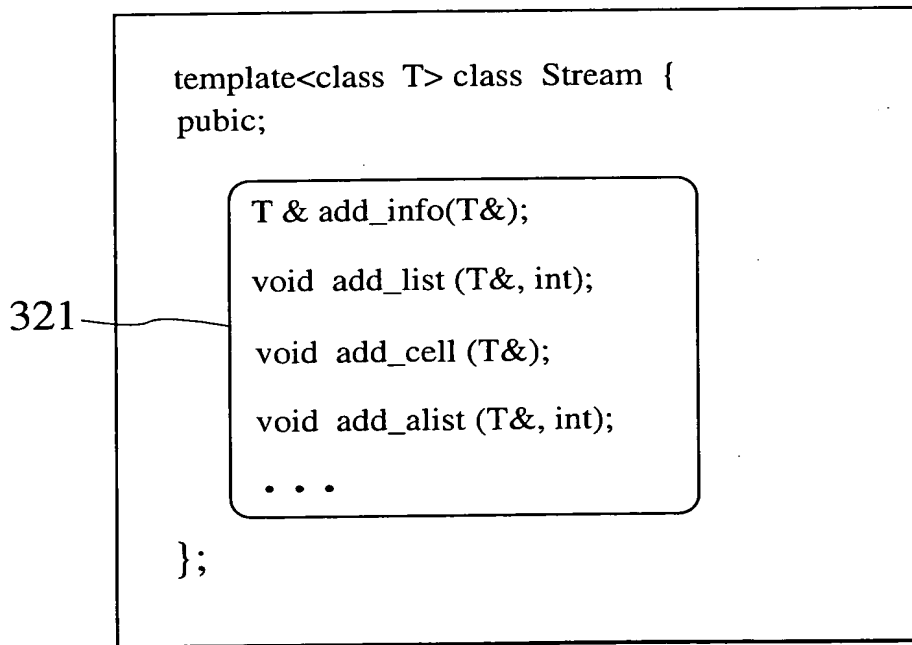 template<class T> class Stream {
pubic;
T & add_info(T&);
void add_list (T&, int);
321
void add_cell (T&);
void add_alist (T&, int);
• • •
};